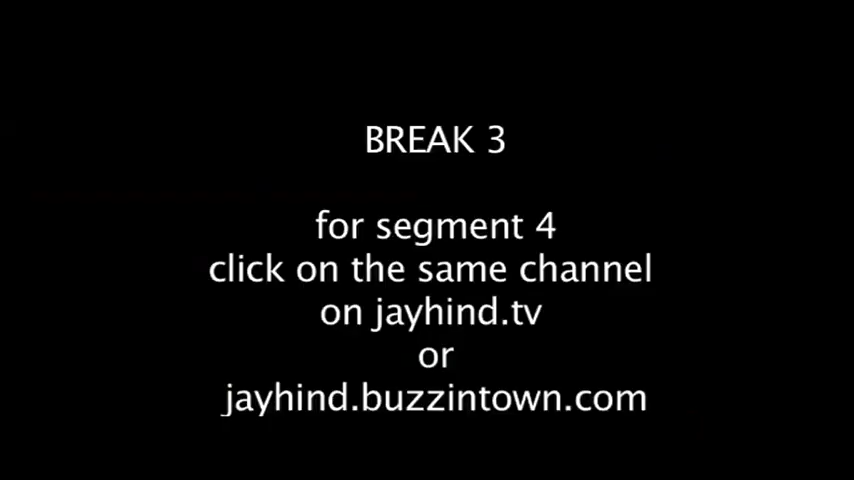 BREAK 3
for segment 4
click on the same channel
on jayhind.tv
or
jayhind.buzzintown.com